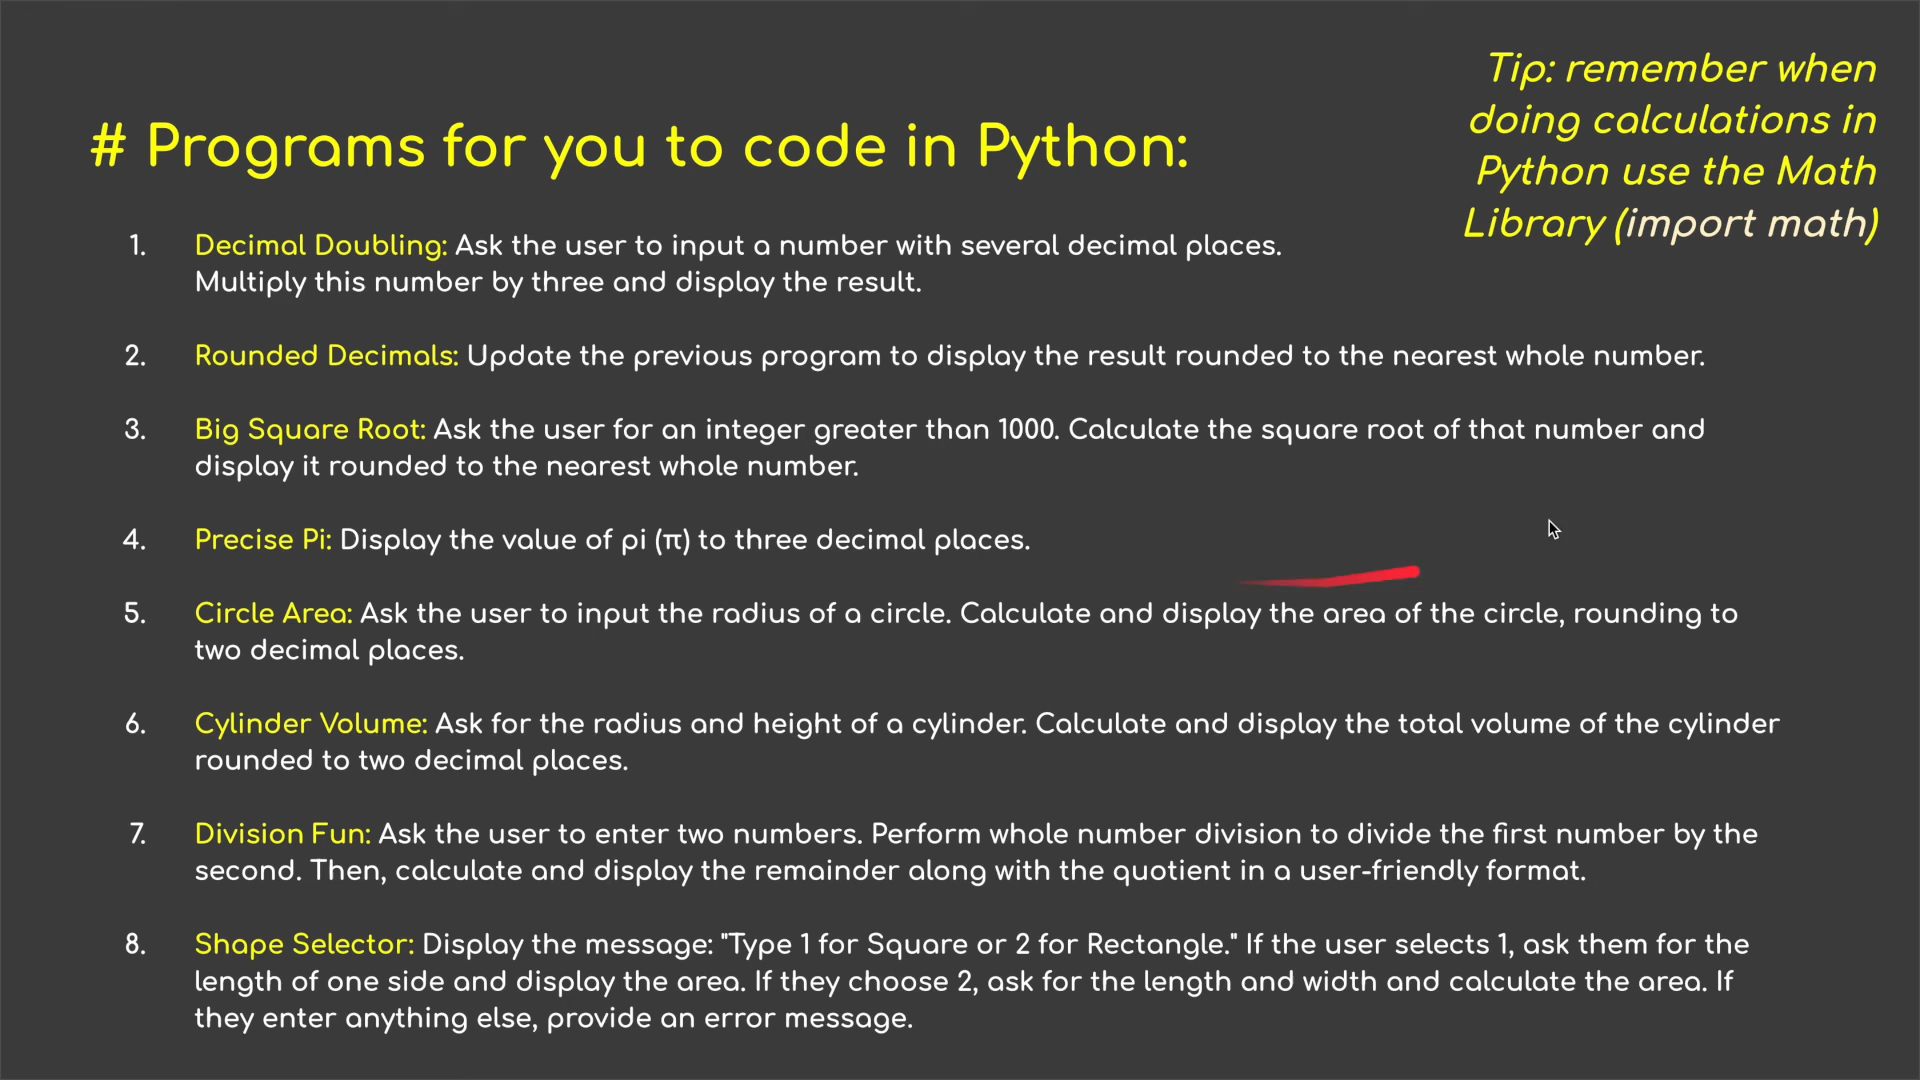 Tip: remember when
doing calculations in
Python use the Math
Library (import math)
# Programs for you to code in Python:
1. Decimal Doubling: Ask the user to input a number with several decimal places.
Multiply this number by three and display the result.
2. Rounded Decimals: Update the previous program to display the result rounded to the nearest whole number.
3. Big Square Root: Ask the user for an integer greater than 1000. Calculate the square root of that number and
display it rounded to the nearest whole number.
4. Precise Pi: Display the value of pi (π) to three decimal places.
5. Circle Area: Ask the user to input the radius of a circle. Calculate and display the area of the circle, rounding to
two decimal places.
6. Cylinder Volume: Ask for the radius and height of a cylinder. Calculate and display the total volume of the cylinder
rounded to two decimal places.
7. Division Fun: Ask the user to enter two numbers. Perform whole number division to divide the first number by the
second. Then, calculate and display the remainder along with the quotient in a user-friendly format.
8. Shape Selector: Display the message: "Type 1 for Square or 2 for Rectangle." If the user selects 1, ask them for the
length of one side and display the area. If they choose 2, ask for the length and width and calculate the area. If
they enter anything else, provide an error message.